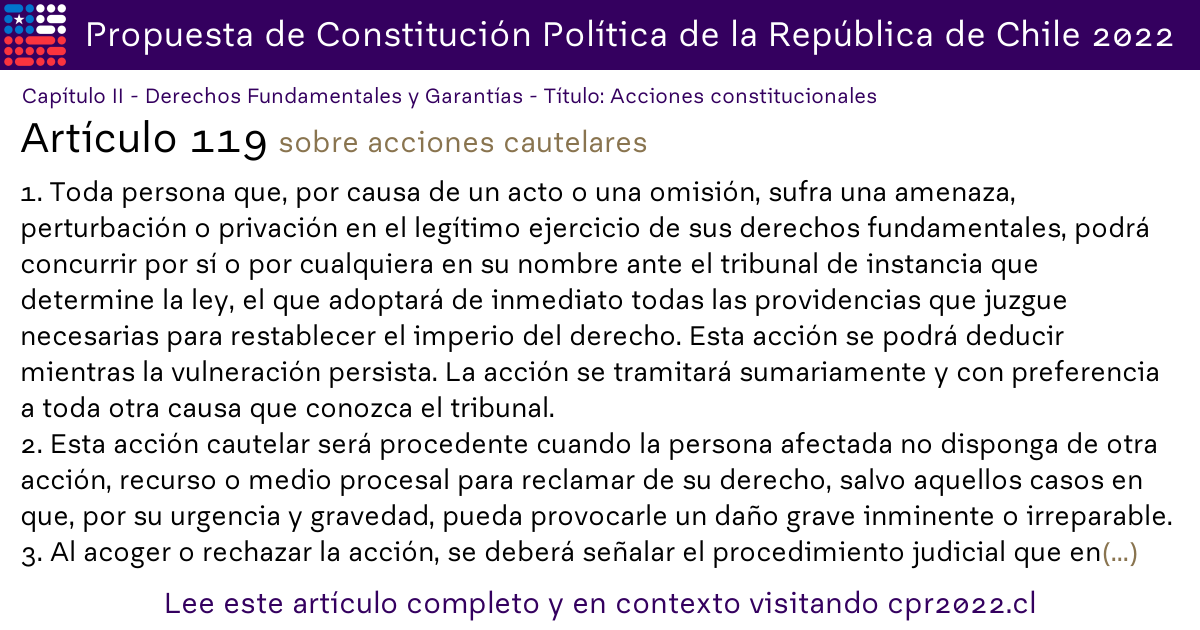 Propuesta de Constitución Política de la República de Chile 2022
Capítulo II - Derechos Fundamentales y Garantías - Título: Acciones constitucionales
Artículo 119 sobre acciones cautelares
1. Toda persona que, por causa de un acto o una omisión, sufra una amenaza,
perturbación o privación en el legítimo ejercicio de sus derechos fundamentales, podrá
concurrir por sí o por cualquiera en su nombre ante el tribunal de instancia que
determine la ley, el que adoptará de inmediato todas las providencias que juzgue
necesarias para restablecer el imperio del derecho. Esta acción se podrá deducir
mientras la vulneración persista. La acción se tramitará sumariamente y con preferencia
a toda otra causa que conozca el tribunal.
2. Esta acción cautelar será procedente cuando la persona afectada no disponga de otra
acción, recurso o medio procesal para reclamar de su derecho, salvo aquellos casos en
que, por su urgencia y gravedad, pueda provocarle un daño grave inminente o irreparable.
3. Al acoger o rechazar la acción, se deberá señalar el procedimiento judicial que en(...)
Lee este artículo completo y en contexto visitando cpr2022.cl